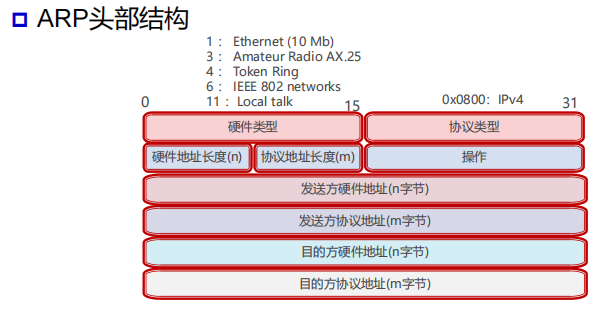 ARP头部结构
1： Ethernet (10 Mb)
3： Amateur Radio AX.25
4： Token Ring
6： IEEE 802 networks
11：Local talk
0x0800：IPv4
0
15
31
硬件类型
协议类型
硬件地址长度(n)
协议地址长度(m)
操作
发送方硬件地址(n字节)
发送方协议地址(m字节)
目的方硬件地址(n字节)
目的方协议地址(m字节)